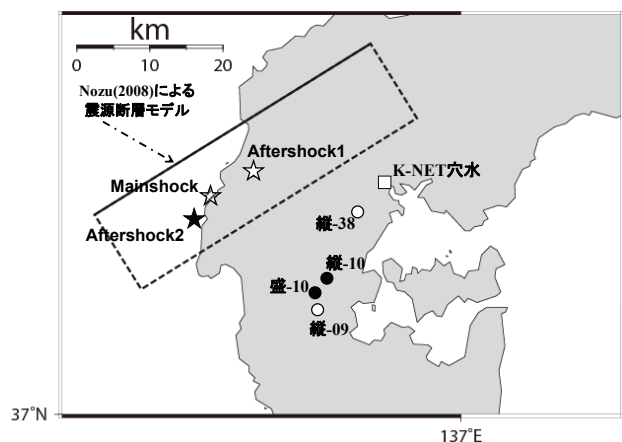 km
0 10 20
Nozu(2008)による
震源断層モデル
Aftershock1
Mainshock
K-NET穴水
Aftershock2
縦-38
縦-10
盛-10
縦-09
37°N
137°E